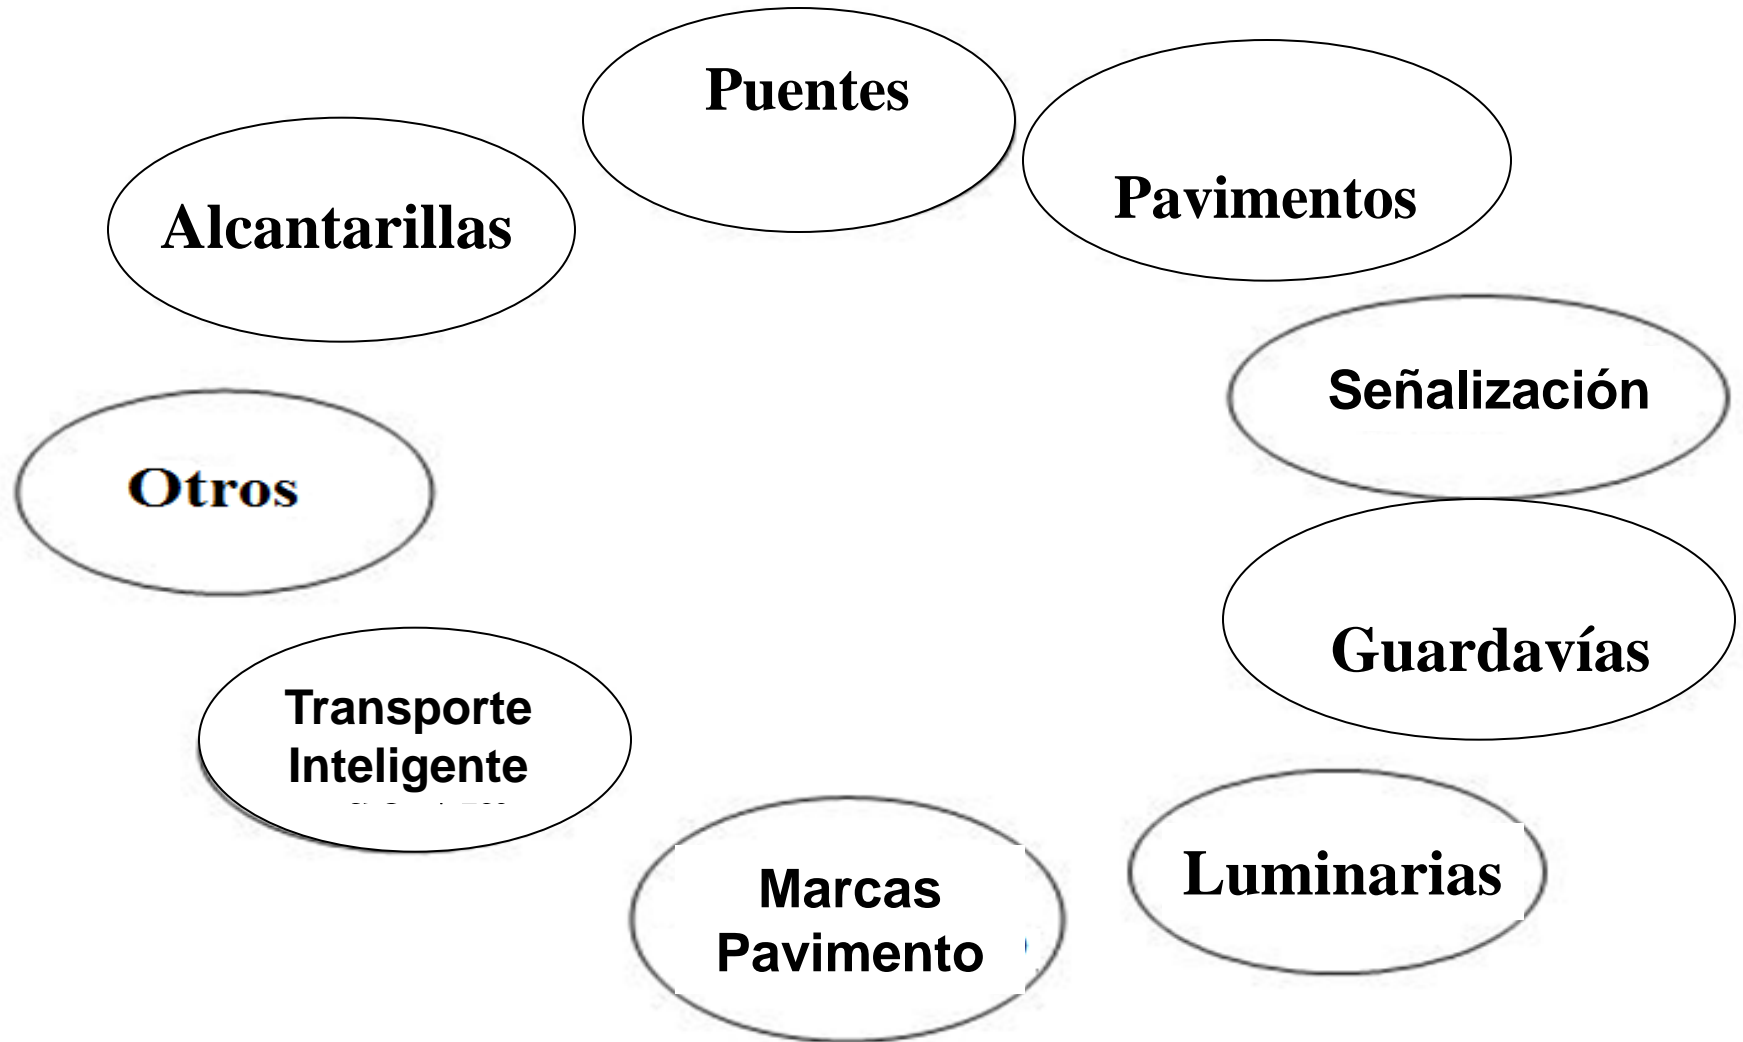 Puentes
Pavimentos
Alcantarillas
Señalización
Otros
Guardavías
Transporte
Inteligente
Luminarias
Marcas
Pavimento